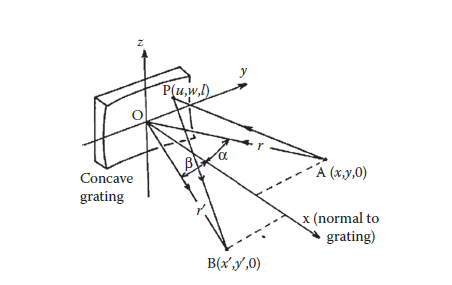 z
y
P(u,w,l)
O
r
β
α
A (x,y,0)
Concave
grating
r′
x (normal to
grating)
B(x′,y′,0)